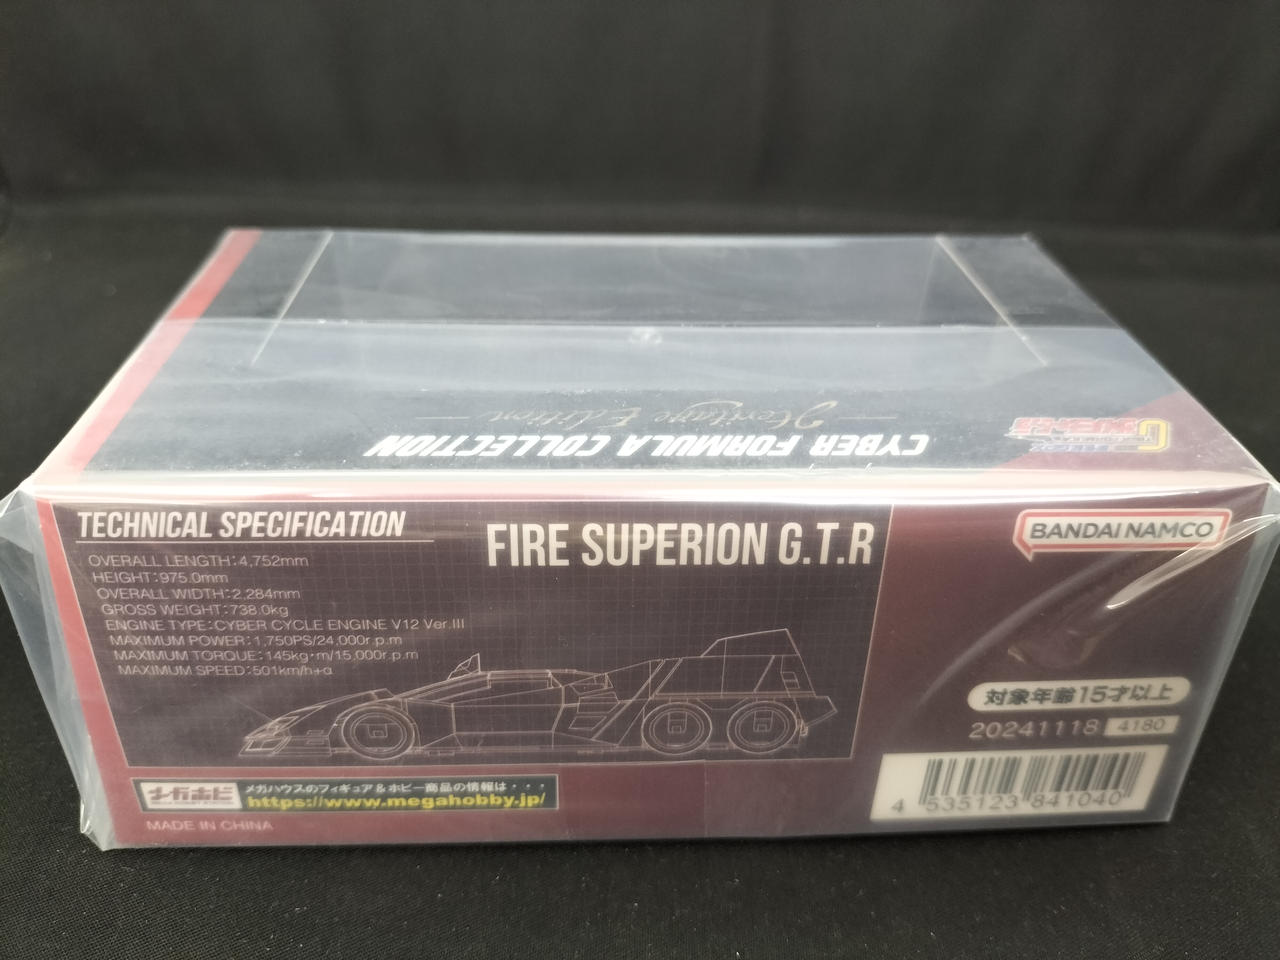 Heritage Edition
CYBER FORMULA COLLECTION
TECHNICAL SPECIFICATION
FIRE SUPERION G.T.R
OVERALL LENGTH:4,752mm
HEIGHT:975.0mm
OVERALL WIDTH:2,284mm
GROSS WEIGHT:738.0kg
ENGINE TYPE:CYBER CYCLE ENGINE V12 Ver.III
MAXIMUM POWER:1,750PS/24,000r.p.m
MAXIMUM TORQUE:145kg·m/15,000r.p.m
MAXIMUM SPEED:501km/h+α
BANDAI NAMCO
対象年齢15才以上
20241118 4180
4 535123 841040
メガホビ
メガハウスのフィギュア&ホビー商品の情報は・・・
https://www.megahobby.jp/
MADE IN CHINA